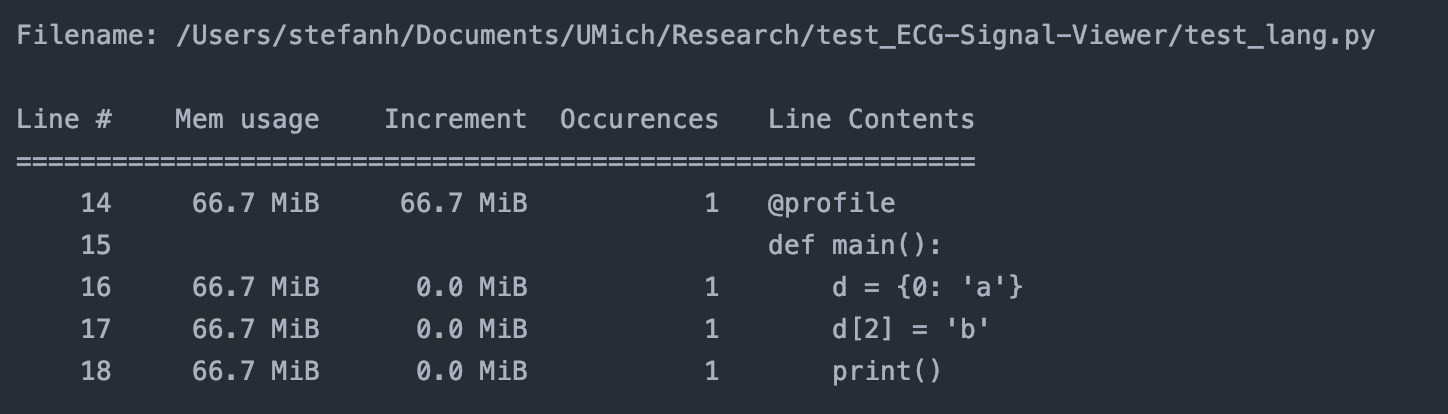 Filename: /Users/stefanh/Documents/UMich/Research/test_ECG-Signal-Viewer/test_lang.py

Line #    Mem usage    Increment  Occurences   Line Contents
============================================================
    14     66.7 MiB     66.7 MiB           1   @profile
    15                                         def main():
    16     66.7 MiB      0.0 MiB           1       d = {0: 'a'}
    17     66.7 MiB      0.0 MiB           1       d[2] = 'b'
    18     66.7 MiB      0.0 MiB           1       print()